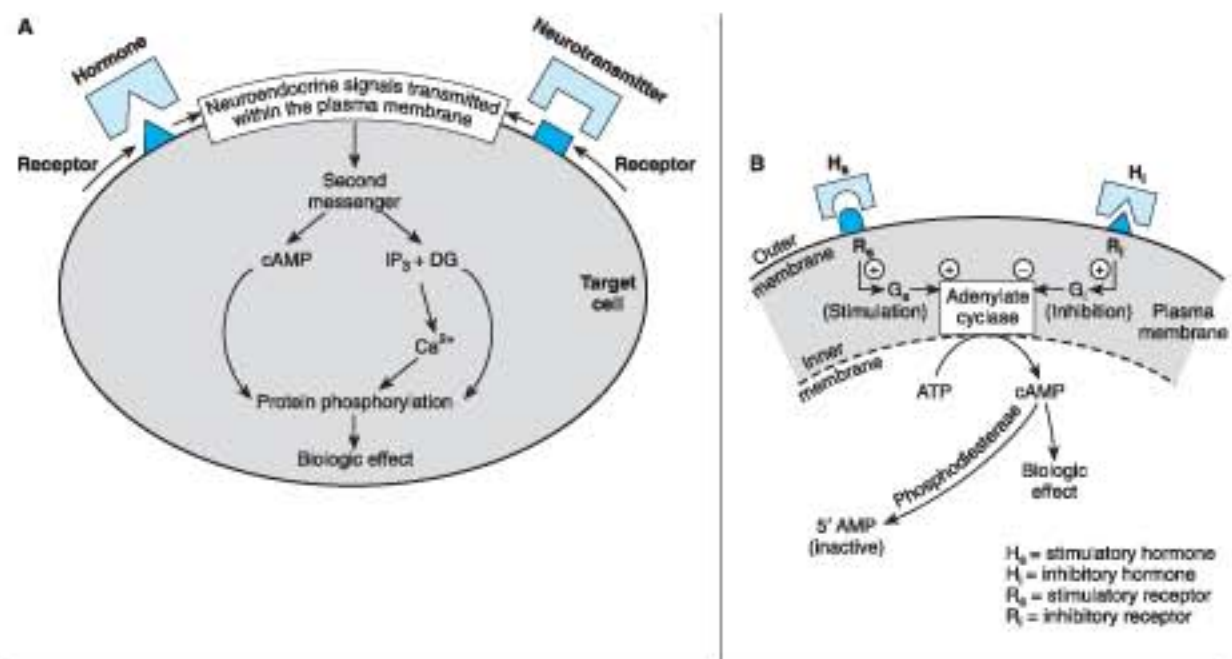 A
Hormone
Neurotransmitter
Neuroendocrine signals transmitted
within the plasma membrane
Receptor
Receptor
Second
messenger
cAMP
IP₃ + DG
Target
cell
Ca²⁺
Protein phosphorylation
Biologic effect
B
Hₛ
Hᵢ
Outer
membrane
Rₛ
Rᵢ
+
+
−
+
Gₛ
Adenylate
cyclase
Gᵢ
(Stimulation)
(Inhibition)
Plasma
membrane
Inner
membrane
ATP
cAMP
Phosphodiesterase
Biologic
effect
5' AMP
(inactive)
Hₛ = stimulatory hormone
Hᵢ = inhibitory hormone
Rₛ = stimulatory receptor
Rᵢ = inhibitory receptor